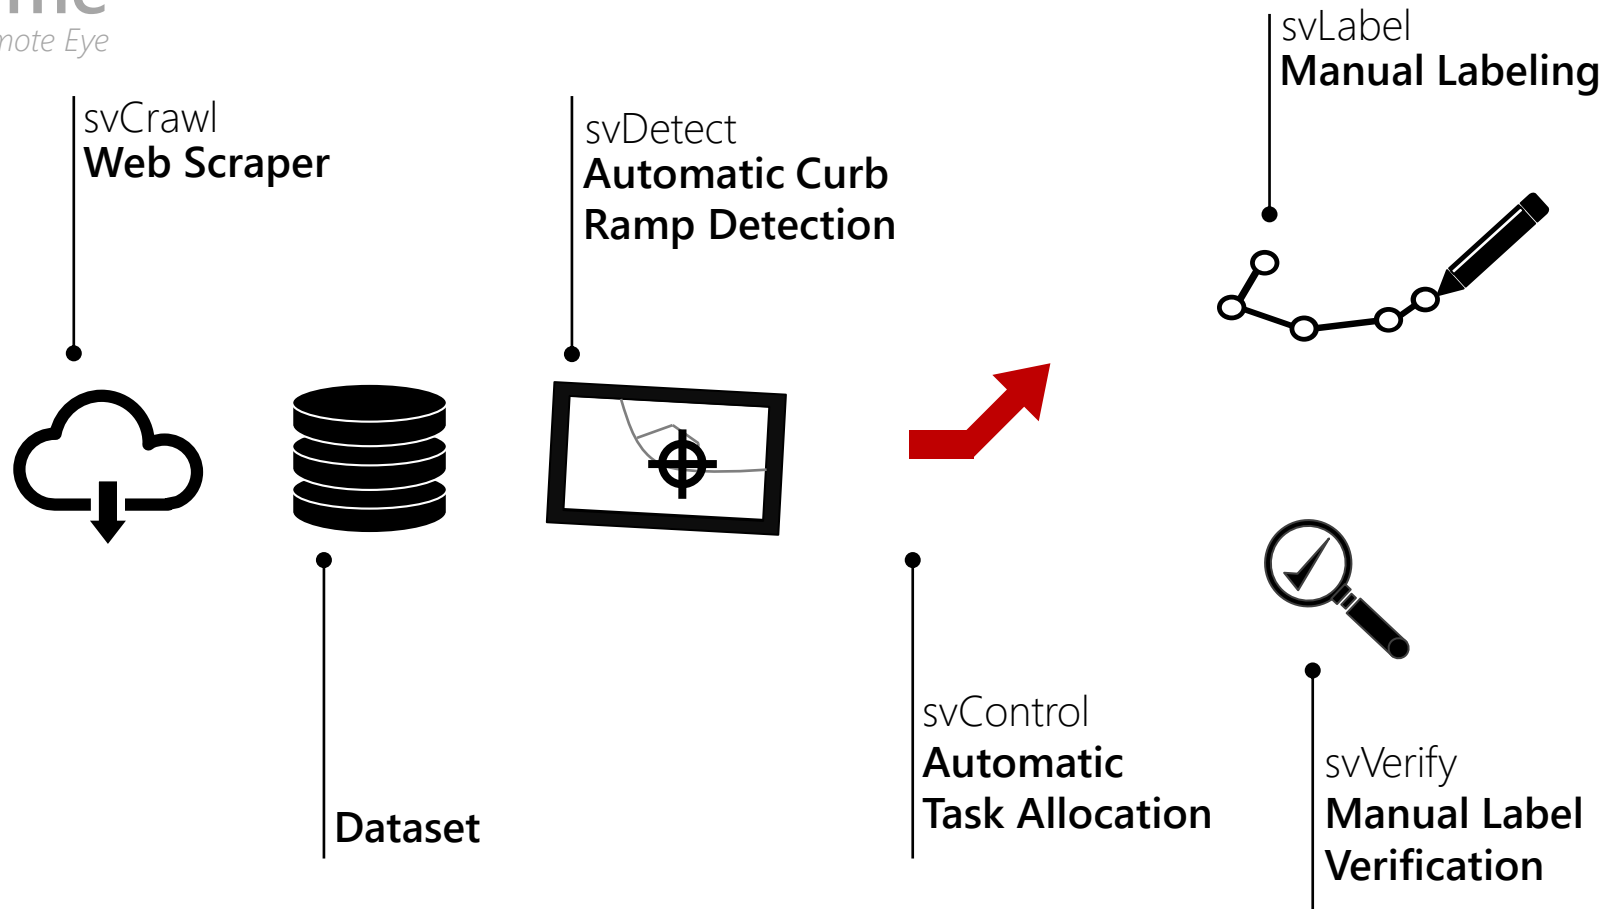 Eye
svCrawl
Web Scraper
svDetect
Automatic Curb
Ramp Detection
svLabel
Manual Labeling
Dataset
svControl
Automatic
Task Allocation
svVerify
Manual Label
Verification